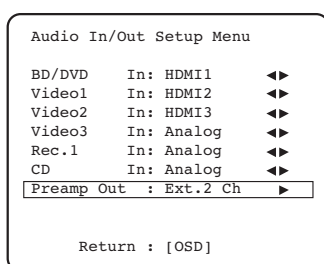 Audio In/Out Setup Menu
BD/DVD In: HDMI1 ◀▶
Video1 In: HDMI2 ◀▶
Video2 In: HDMI3 ◀▶
Video3 In: Analog ◀▶
Rec.1 In: Analog ◀▶
CD In: Analog ◀▶
Preamp Out : Ext.2 Ch ▶
Return : [OSD]